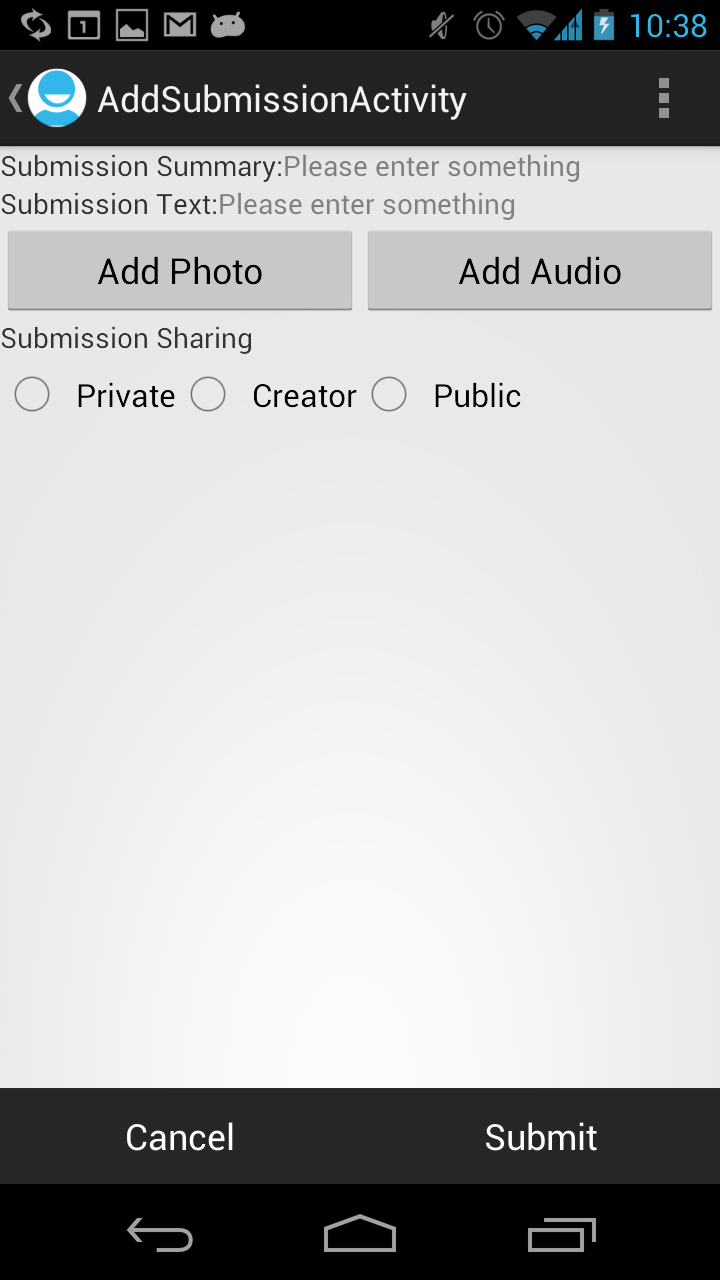 1 10:38
AddSubmissionActivity
Submission Summary:Please enter something
Submission Text:Please enter something
Add Photo Add Audio
Submission Sharing
Private Creator Public
Cancel Submit